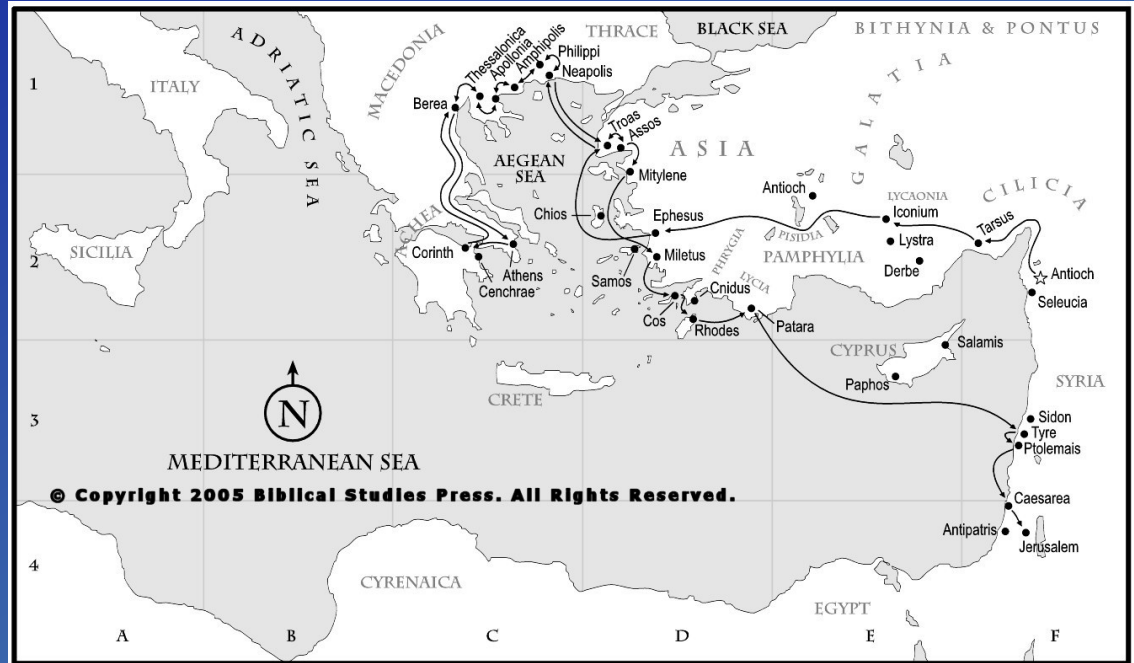 ADRIATIC SEA
MACEDONIA
THRACE
BLACK SEA
BITHYNIA & PONTUS
ITALY
Thessalonica
Apollonia
Amphipolis
Philippi
Neapolis
Berea
GALATIA
1
Troas
Assos
ASIA
AEGEAN
SEA
Mitylene
Antioch
LYCAONIA
CILICIA
Chios
Ephesus
Iconium
Tarsus
ACHEA
PISIDIA
Lystra
SICILIA
2
Corinth
Athens
Cenchrae
Samos
Miletus
PHRYGIA
PAMPHYLIA
Derbe
Antioch
Seleucia
LYCIA
Cnidus
Cos
Rhodes
Patara
CYPRUS
Salamis
Paphos
SYRIA
CRETE
N
3
Sidon
Tyre
Ptolemais
MEDITERRANEAN SEA
© Copyright 2005 Biblical Studies Press. All Rights Reserved.
Caesarea
Antipatris
Jerusalem
4
CYRENAICA
EGYPT
A B C D E F